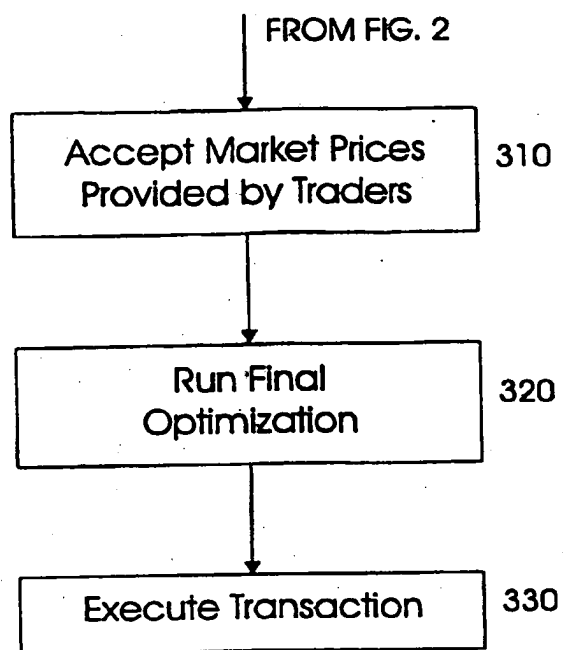 FROM FIG. 2
Accept Market Prices
Provided by Traders
310
Run Final
Optimization
320
Execute Transaction
330